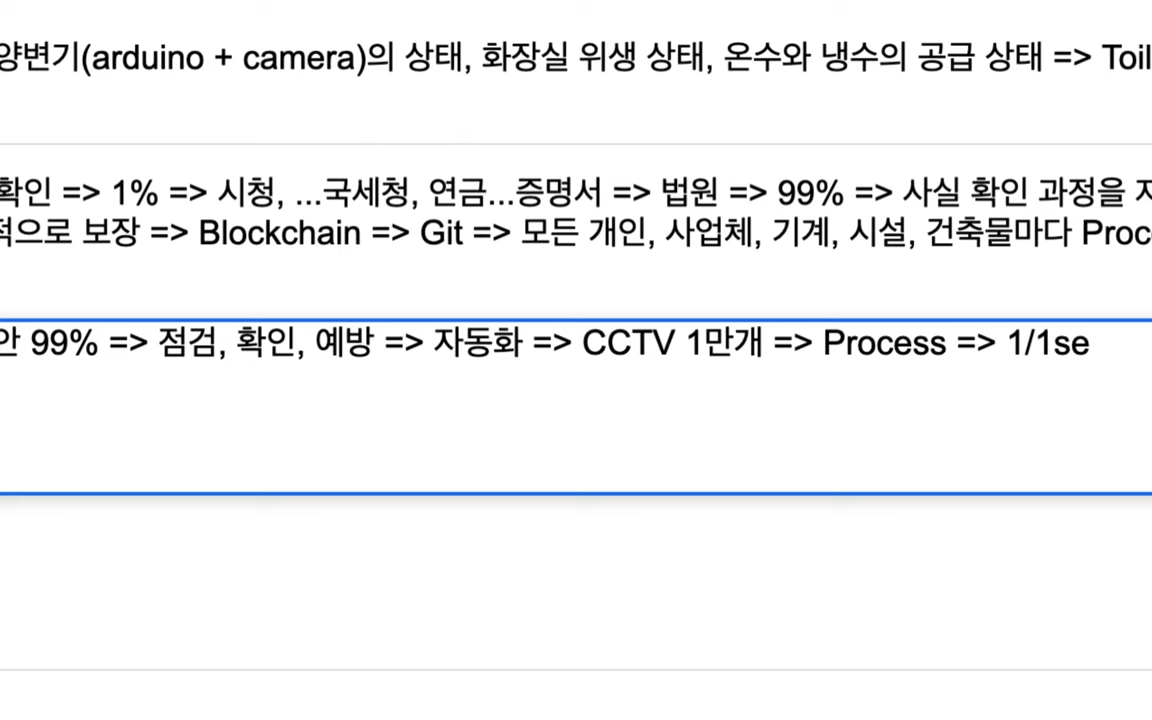 양변기(arduino + camera)의 상태, 화장실 위생 상태, 온수와 냉수의 공급 상태 => Toil
확인 => 1% => 시청, ...국세청, 연금...증명서 => 법원 => 99% => 사실 확인 과정을
적으로 보장 => Blockchain => Git => 모든 개인, 사업체, 기계, 시설, 건축물마다 Proc
99% => 점검, 확인, 예방 => 자동화 => CCTV 1만개 => Process => 1/1se